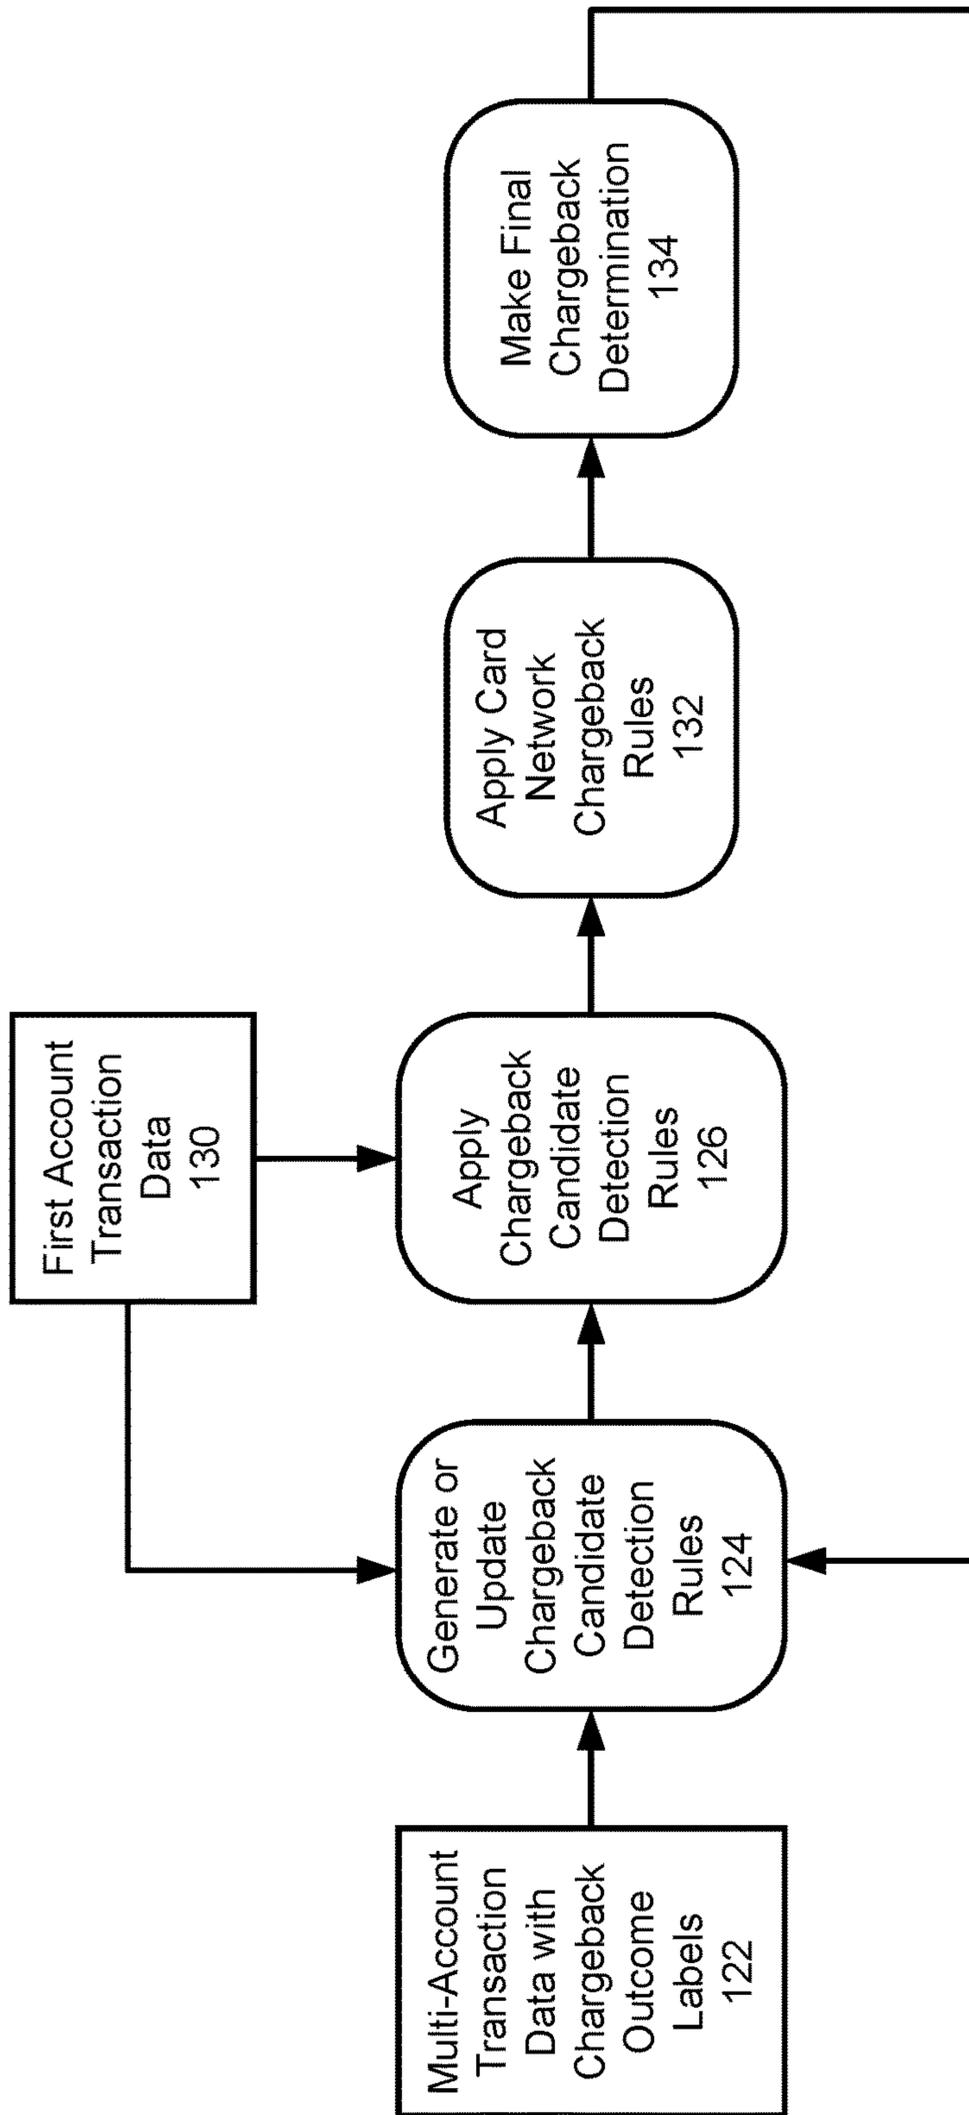 First Account
Transaction
Data
130
Multi-Account
Transaction
Data with
Chargeback
Outcome
Labels
122
Generate or
Update
Chargeback
Candidate
Detection
Rules
124
Apply
Chargeback
Candidate
Detection
Rules
126
Apply Card
Network
Chargeback
Rules
132
Make Final
Chargeback
Determination
134